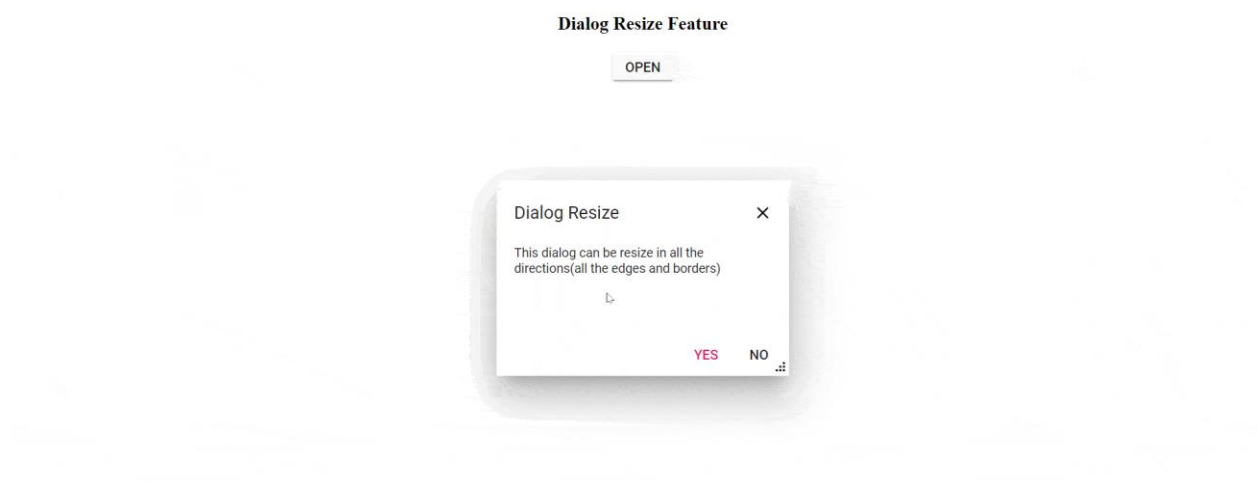 Dialog Resize Feature
OPEN
Dialog Resize
This dialog can be resize in all the
directions(all the edges and borders)
YES NO